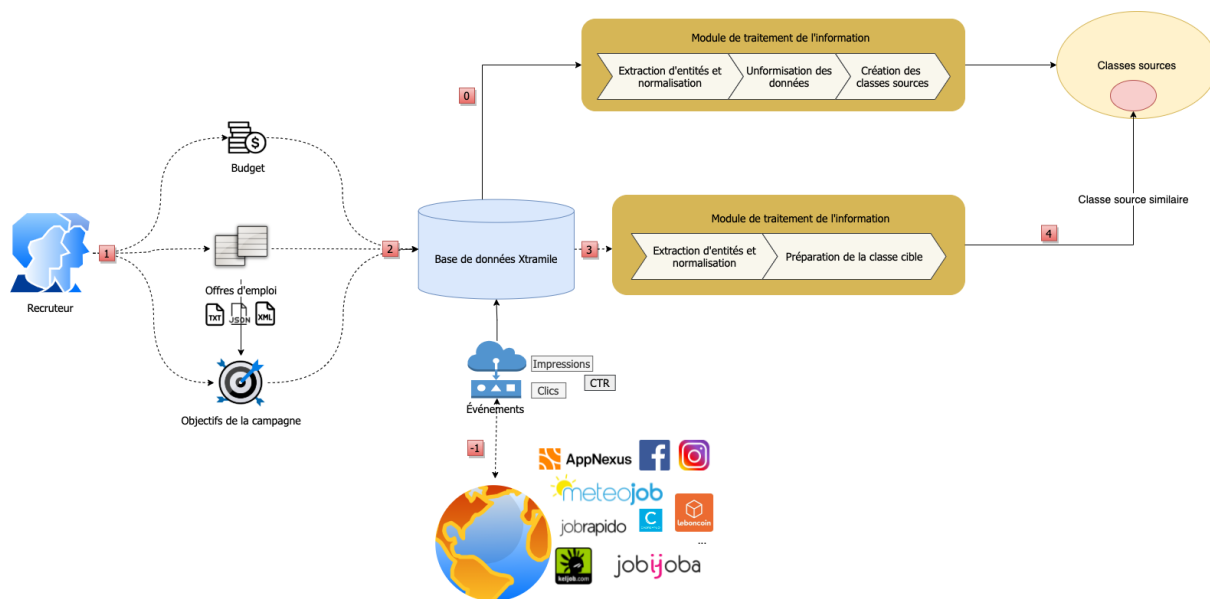 Module de traitement de l'information
Extraction d'entités et
normalisation
Unformisation des
données
Création des
classes sources
Classes sources
0
Budget
Classe source similaire
Module de traitement de l'information
1
2
3
4
Extraction d'entités et
normalisation
Préparation de la classe cible
Base de données Xtramile
Recruteur
Offres d'emploi
TXT
JSON
XML
Impressions
Clics
CTR
Événements
Objectifs de la campagne
-1
AppNexus
meteojob
jobrapido
C
leboncoin
...
keljob.com
jobijoba